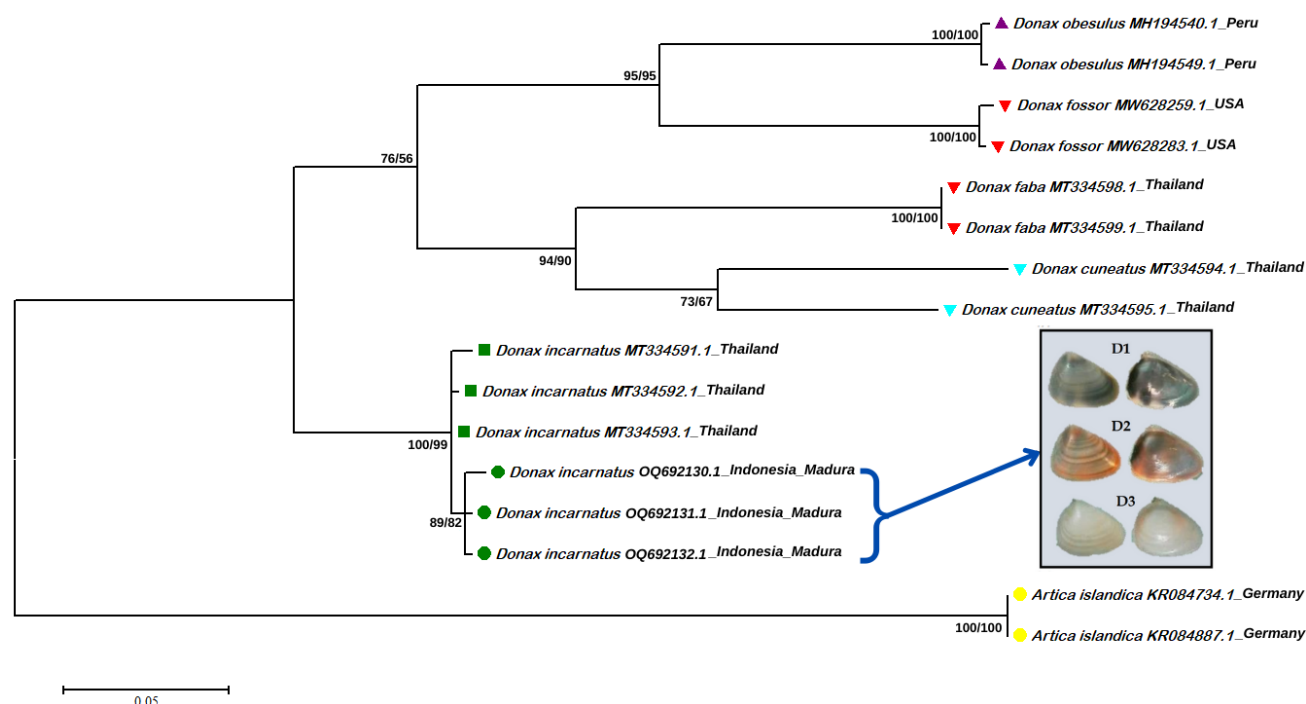 Donax obesulus MH194540.1_Peru
100/100
Donax obesulus MH194549.1_Peru
95/95
Donax fossor MW628259.1_USA
100/100
Donax fossor MW628283.1_USA
76/56
Donax faba MT334598.1_Thailand
100/100
Donax faba MT334599.1_Thailand
94/90
Donax cuneatus MT334594.1_Thailand
73/67
Donax cuneatus MT334595.1_Thailand
Donax incarnatus MT334591.1_Thailand
Donax incarnatus MT334592.1_Thailand
Donax incarnatus MT334593.1_Thailand
100/99
Donax incarnatus OQ692130.1_Indonesia_Madura
Donax incarnatus OQ692131.1_Indonesia_Madura
89/82
Donax incarnatus OQ692132.1_Indonesia_Madura
D1
D2
D3
Artica islandica KR084734.1_Germany
100/100
Artica islandica KR084887.1_Germany
0.05